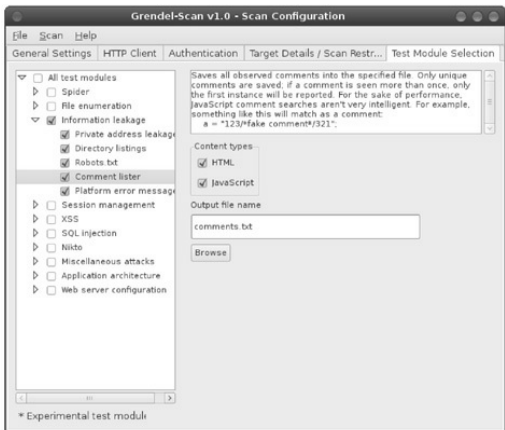 Grendel-Scan v1.0 - Scan Configuration
File Scan Help
General Settings HTTP Client Authentication Target Details / Scan Restr... Test Module Selection
All test modules
Spider
File enumeration
Information leakage
Private address leakage
Directory listings
Robots.txt
Comment lister
Platform error message
Session management
XSS
SQL injection
Nikto
Miscellaneous attacks
Application architecture
Web server configuration
* Experimental test module
Saves all observed comments into the specified file. Only unique
comments are saved; if a comment is seen more than once, only
the first instance will be reported. For the sake of performance,
JavaScript comment searches aren't very intelligent. For example,
something like this will match as a comment:
a = "123/*fake comment*/321";
Content types
HTML
JavaScript
Output file name
comments.txt
Browse